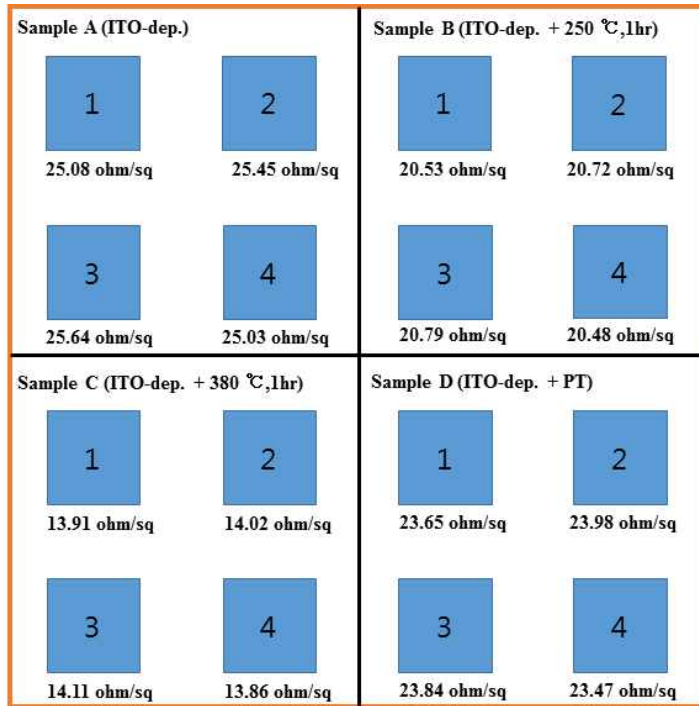 Sample A (ITO-dep.)
1
2
25.08 ohm/sq
25.45 ohm/sq
3
4
25.64 ohm/sq
25.03 ohm/sq
Sample B (ITO-dep. + 250 ℃,1hr)
1
2
20.53 ohm/sq
20.72 ohm/sq
3
4
20.79 ohm/sq
20.48 ohm/sq
Sample C (ITO-dep. + 380 ℃,1hr)
1
2
13.91 ohm/sq
14.02 ohm/sq
3
4
14.11 ohm/sq
13.86 ohm/sq
Sample D (ITO-dep. + PT)
1
2
23.65 ohm/sq
23.98 ohm/sq
3
4
23.84 ohm/sq
23.47 ohm/sq